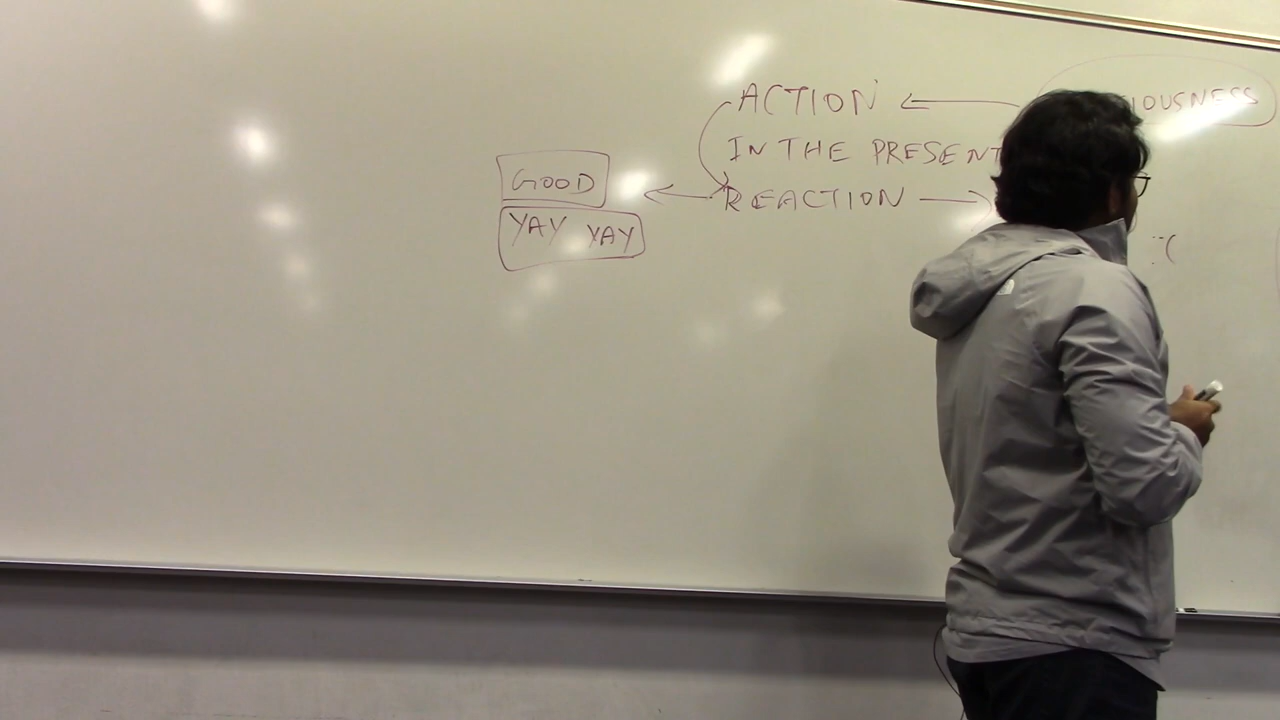 ACTION
IN THE PRESENT
REACTION
GOOD
YAY YAY
:(